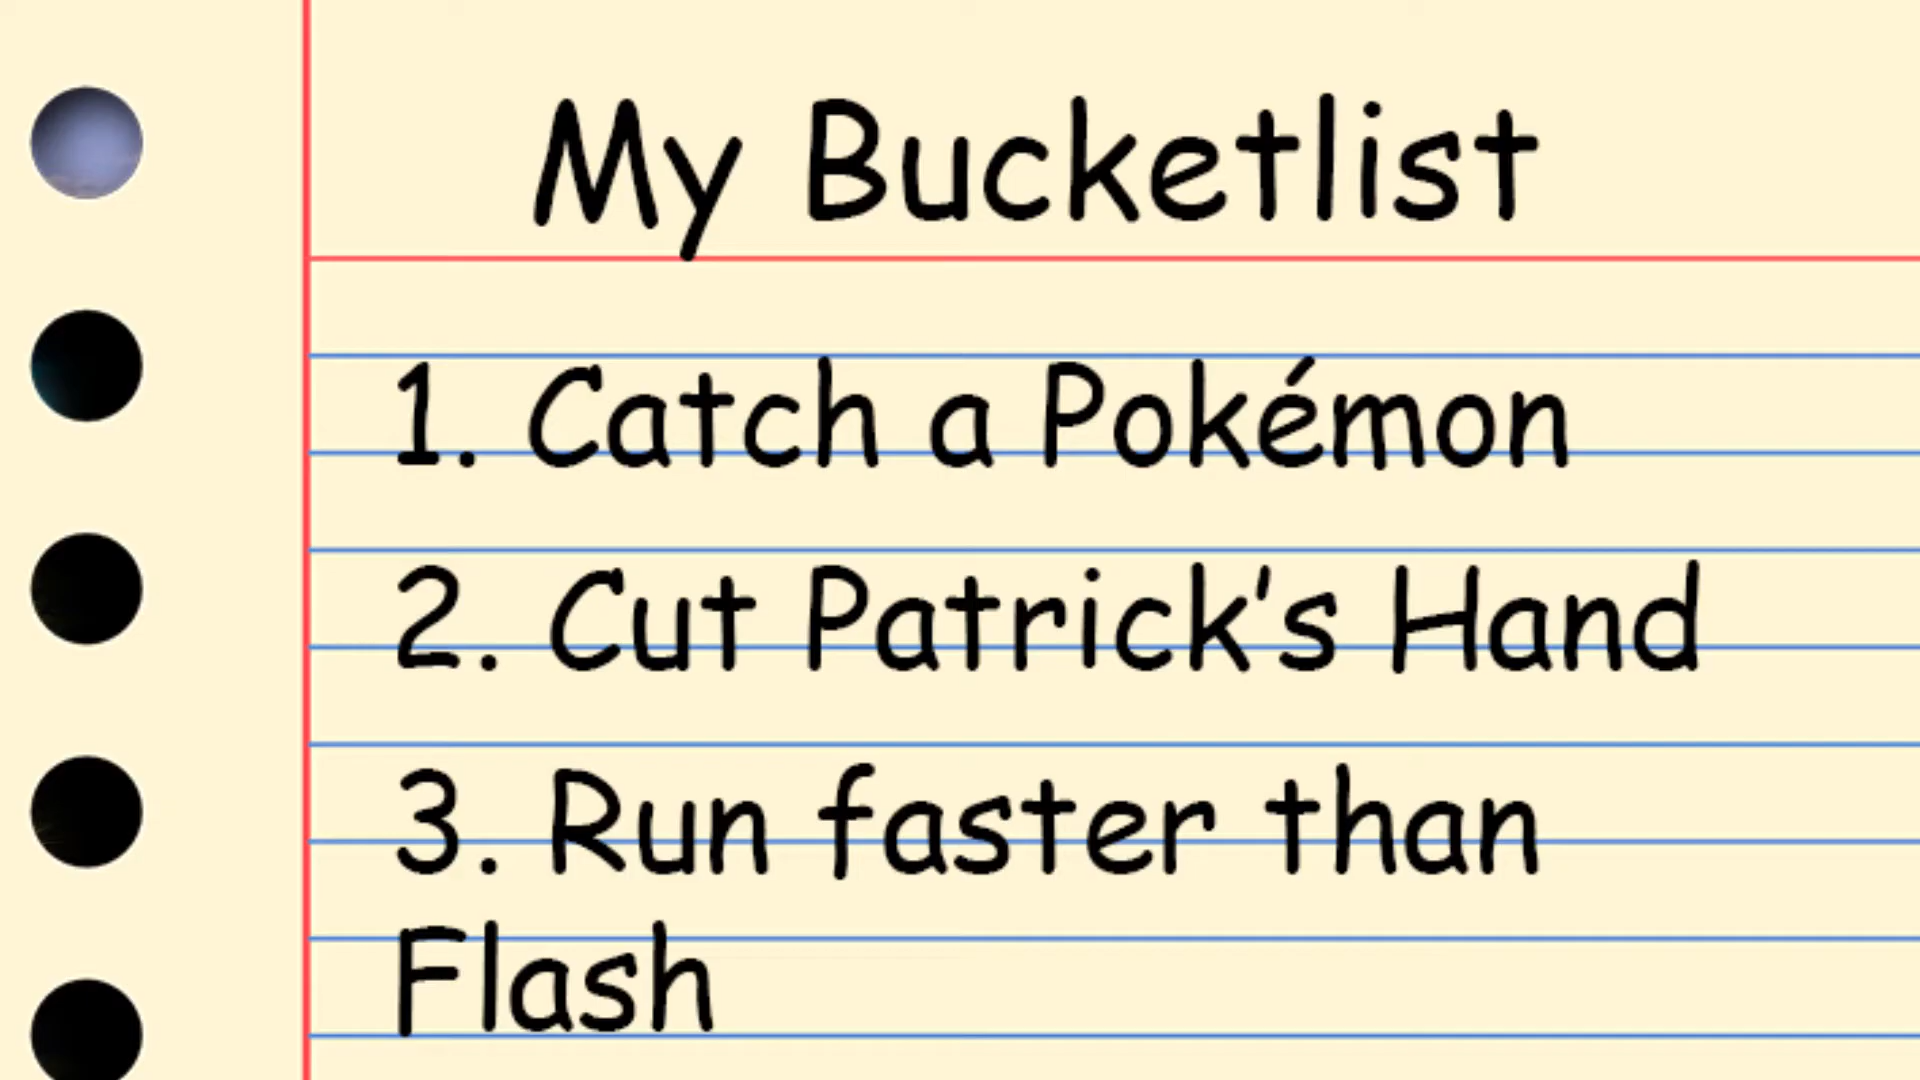 My Bucketlist
1. Catch a Pokémon
2. Cut Patrick's Hand
3. Run faster than
Flash